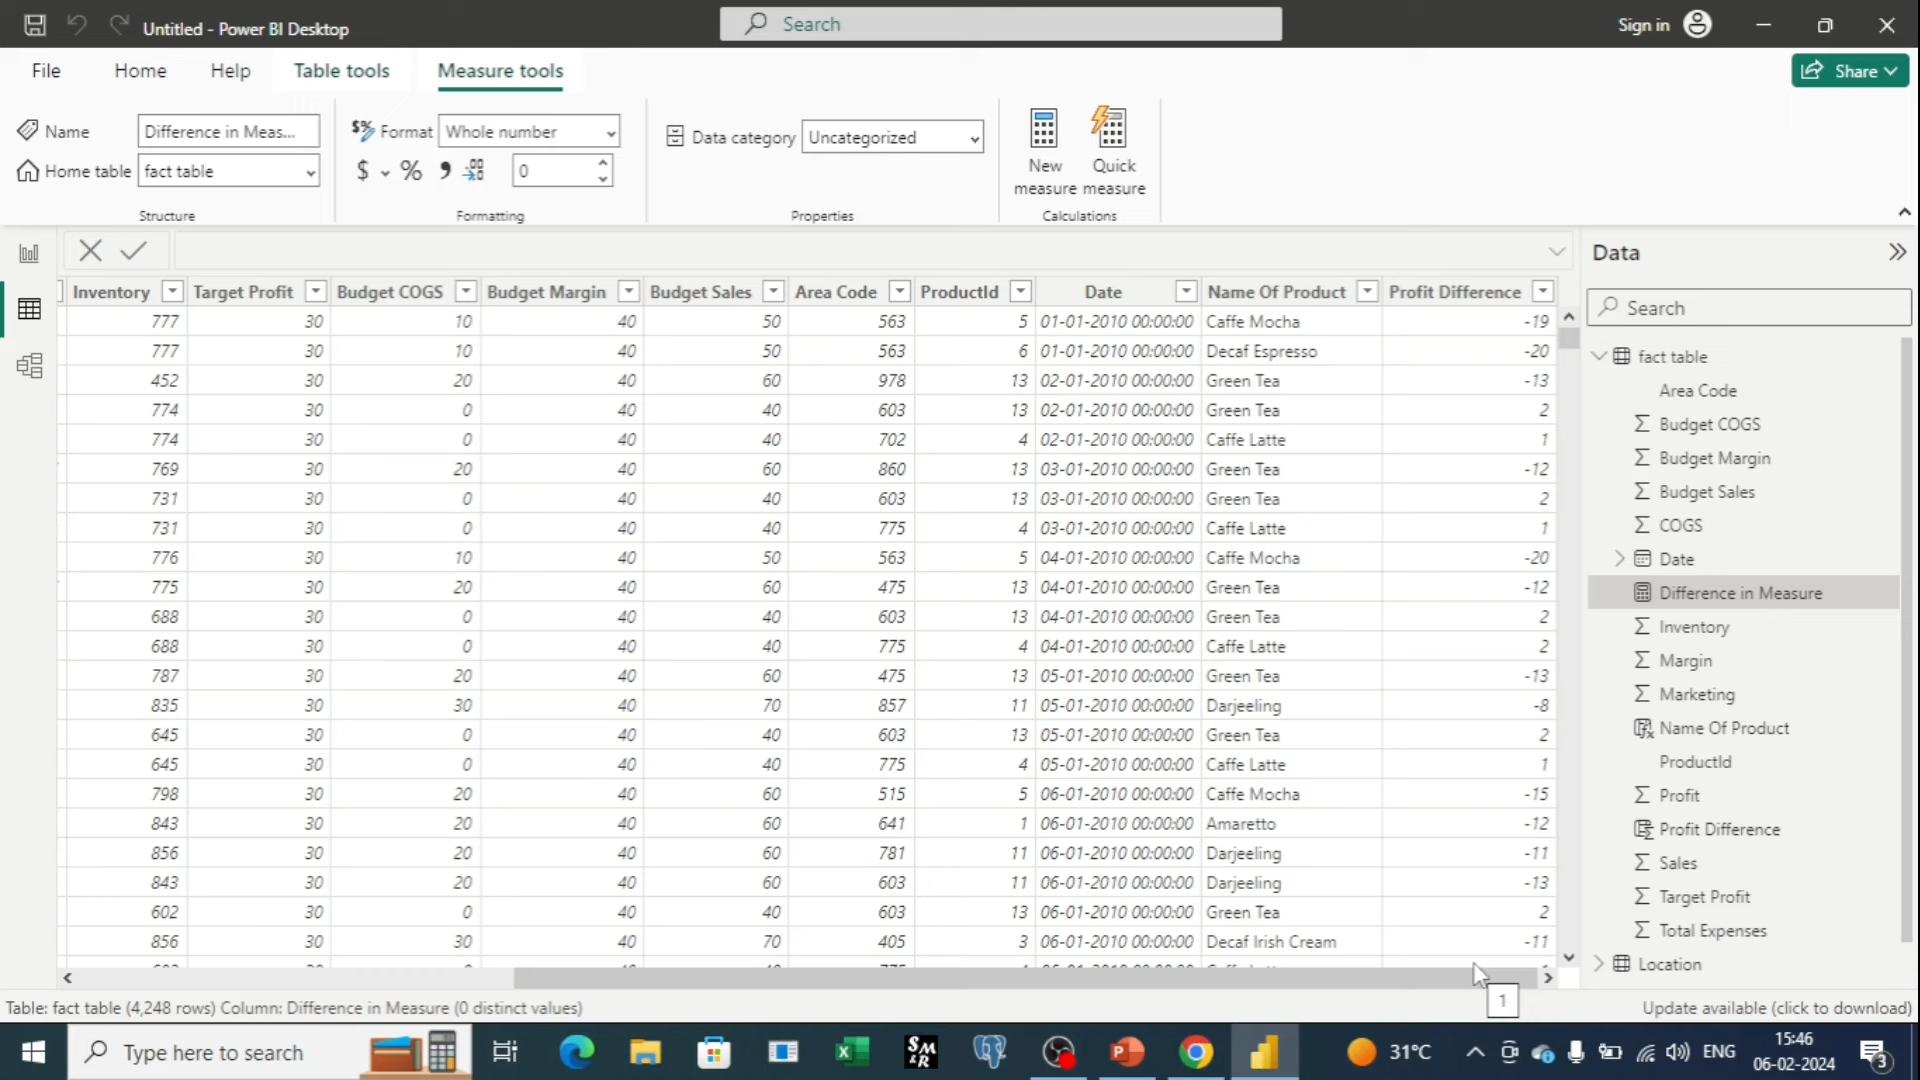 Untitled - Power BI Desktop
Search
Sign in
File Home Help Table tools Measure tools
Share
Name Difference in Meas...
Format Whole number
Data category Uncategorized
Home table fact table
$ % 0
New measure
Quick measure
Structure Formatting Properties Calculations
Data
Search
Inventory Target Profit Budget COGS Budget Margin Budget Sales Area Code ProductId Date Name Of Product Profit Difference
777 30 10 40 50 563 5 01-01-2010 00:00:00 Caffe Mocha -19
777 30 10 40 50 563 6 01-01-2010 00:00:00 Decaf Espresso -20
452 30 20 40 60 978 13 02-01-2010 00:00:00 Green Tea -13
774 30 0 40 40 603 13 02-01-2010 00:00:00 Green Tea 2
774 30 0 40 40 702 4 02-01-2010 00:00:00 Caffe Latte 1
769 30 20 40 60 860 13 03-01-2010 00:00:00 Green Tea -12
731 30 0 40 40 603 13 03-01-2010 00:00:00 Green Tea 2
731 30 0 40 40 775 4 03-01-2010 00:00:00 Caffe Latte 1
776 30 10 40 50 563 5 04-01-2010 00:00:00 Caffe Mocha -20
775 30 20 40 60 475 13 04-01-2010 00:00:00 Green Tea -12
688 30 0 40 40 603 13 04-01-2010 00:00:00 Green Tea 2
688 30 0 40 40 775 4 04-01-2010 00:00:00 Caffe Latte 2
787 30 20 40 60 475 13 05-01-2010 00:00:00 Green Tea -13
835 30 30 40 70 857 11 05-01-2010 00:00:00 Darjeeling -8
645 30 0 40 40 603 13 05-01-2010 00:00:00 Green Tea 2
645 30 0 40 40 775 4 05-01-2010 00:00:00 Caffe Latte 1
798 30 20 40 60 515 5 06-01-2010 00:00:00 Caffe Mocha -15
843 30 20 40 60 641 1 06-01-2010 00:00:00 Amaretto -12
856 30 20 40 60 781 11 06-01-2010 00:00:00 Darjeeling -11
843 30 20 40 60 603 11 06-01-2010 00:00:00 Darjeeling -13
602 30 0 40 40 603 13 06-01-2010 00:00:00 Green Tea 2
856 30 30 40 70 405 3 06-01-2010 00:00:00 Decaf Irish Cream -11
fact table
Area Code
Budget COGS
Budget Margin
Budget Sales
COGS
Date
Difference in Measure
Inventory
Margin
Marketing
Name Of Product
ProductId
Profit
Profit Difference
Sales
Target Profit
Total Expenses
Location
1
Table: fact table (4,248 rows) Column: Difference in Measure (0 distinct values)
Update available (click to download)
Type here to search
SM
&R
31°C
ENG
15:46
06-02-2024
3